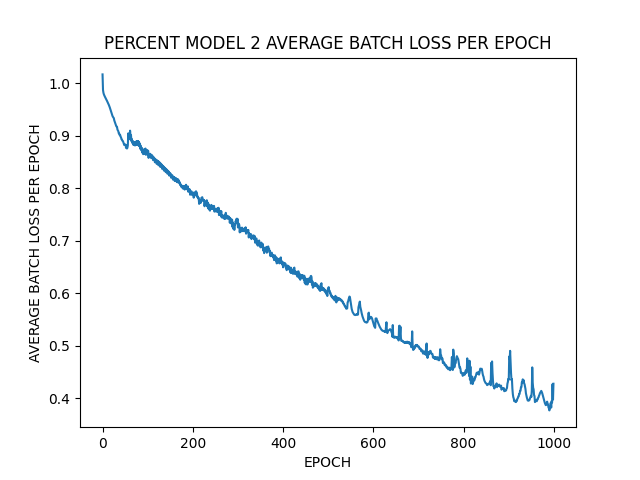 PERCENT MODEL 2 AVERAGE BATCH LOSS PER EPOCH
AVERAGE BATCH LOSS PER EPOCH
1.0
0.9
0.8
0.7
0.6
0.5
0.4
0 200 400 600 800 1000
EPOCH